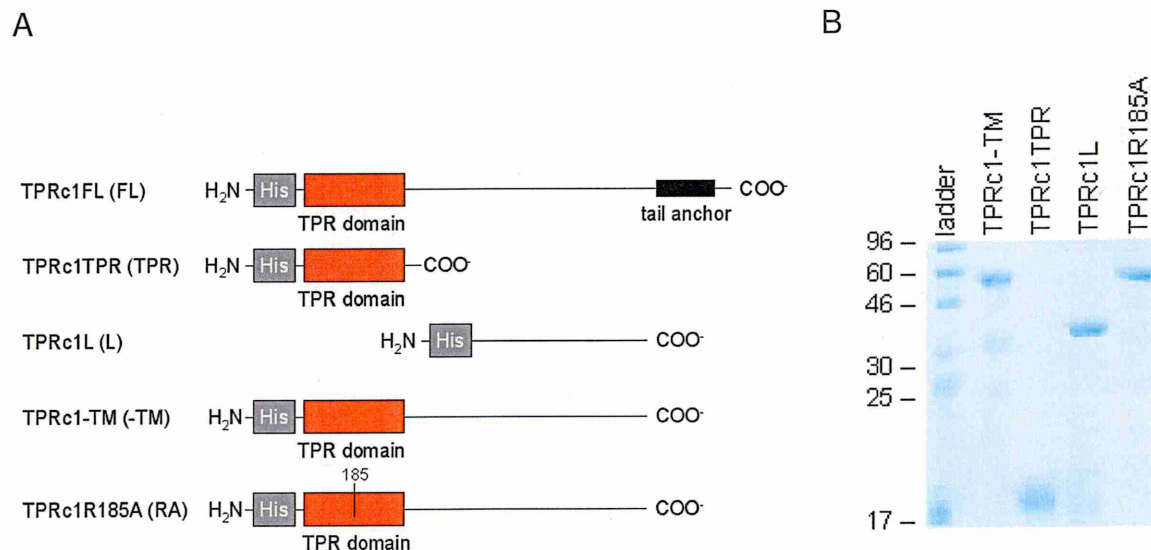 A
TPRc1FL (FL)
H₂N
His
COO⁻
TPR domain
tail anchor
TPRc1TPR (TPR)
H₂N
His
COO⁻
TPR domain
TPRc1L (L)
H₂N
His
COO⁻
TPRc1-TM (-TM)
H₂N
His
COO⁻
TPR domain
185
TPRc1R185A (RA)
H₂N
His
COO⁻
TPR domain
B
ladder
TPRc1-TM
TPRc1TPR
TPRc1L
TPRc1R185A
96 –
60 –
46 –
30 –
25 –
17 –